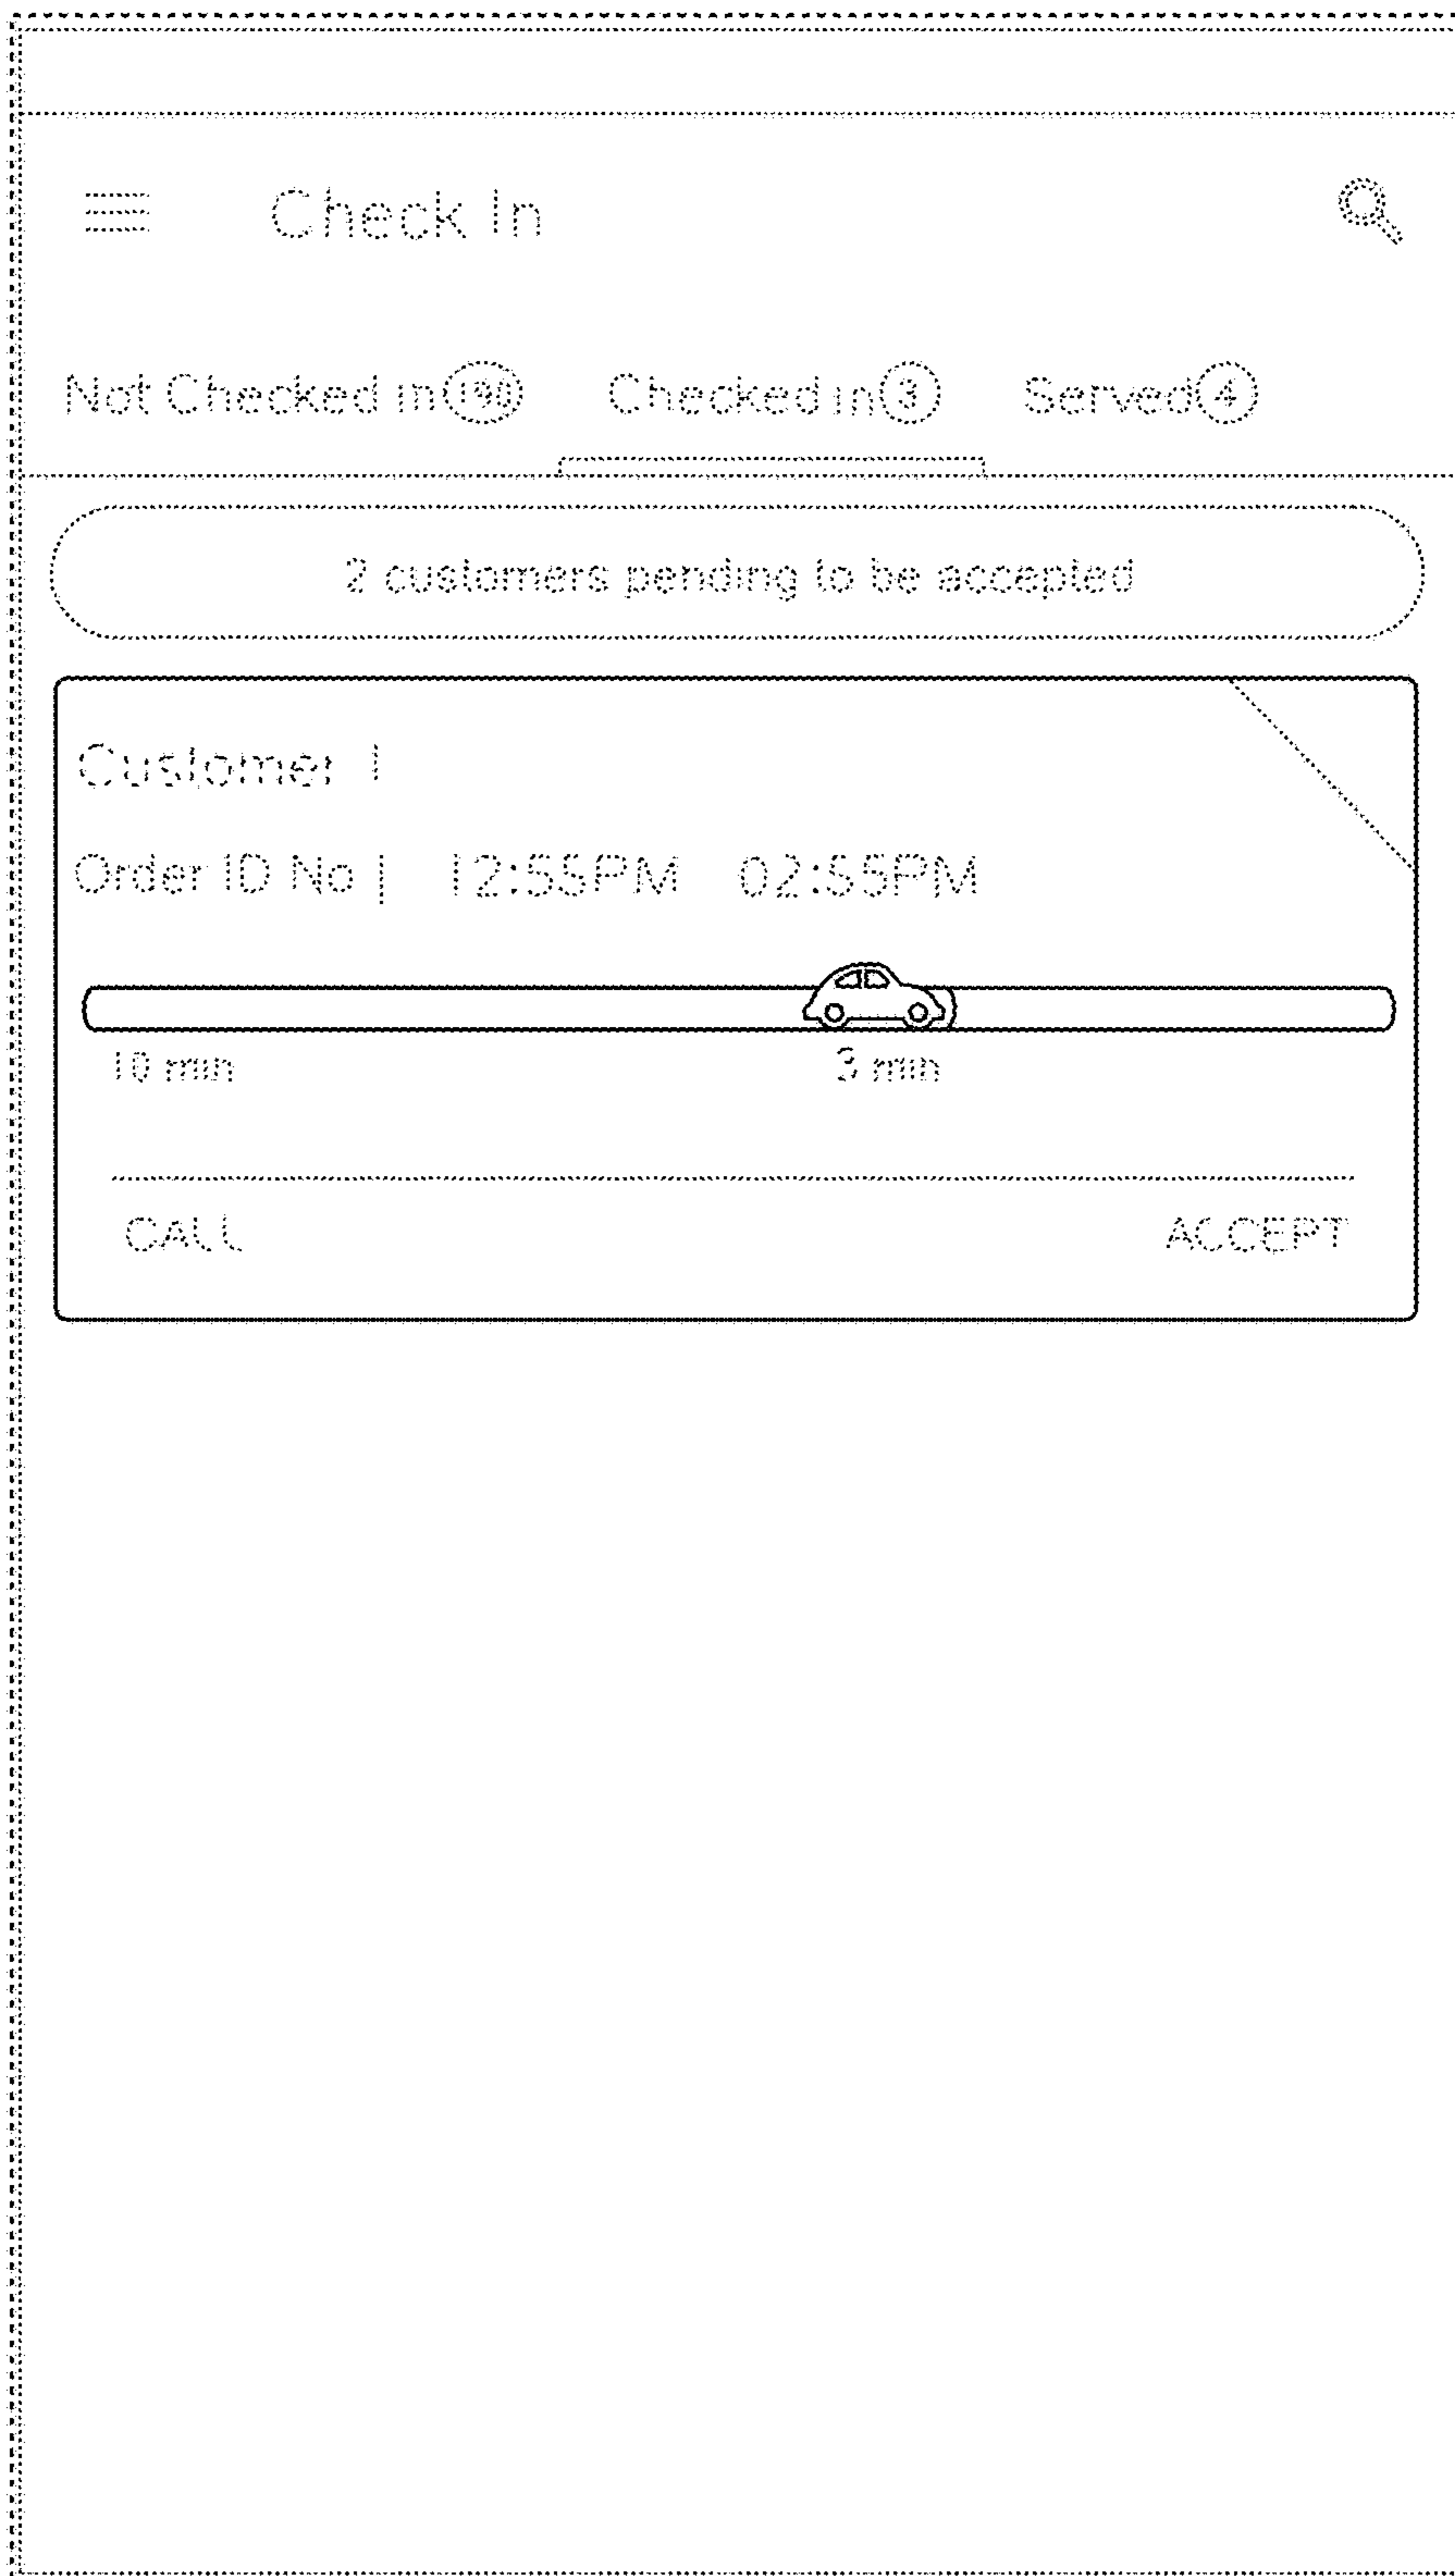 Check In
Not Checked in 190 Checked in 3 Served 4
2 customers pending to be accepted
Customer 1
Order ID No | 12:55PM 02:55PM
10 min 3 min
CALL ACCEPT